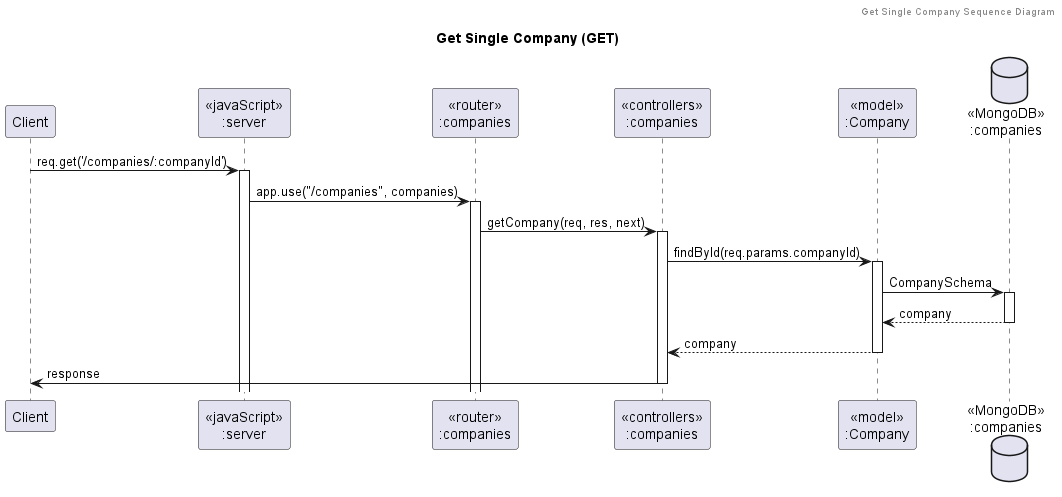 Get Single Company Sequence Diagram
Get Single Company (GET)
Client
«javaScript»
:server
«router»
:companies
«controllers»
:companies
«model»
:Company
«MongoDB»
:companies
req.get('/companies/:companyId')
app.use("/companies", companies)
getCompany(req, res, next)
findById(req.params.companyId)
CompanySchema
company
company
response
Client
«javaScript»
:server
«router»
:companies
«controllers»
:companies
«model»
:Company
«MongoDB»
:companies